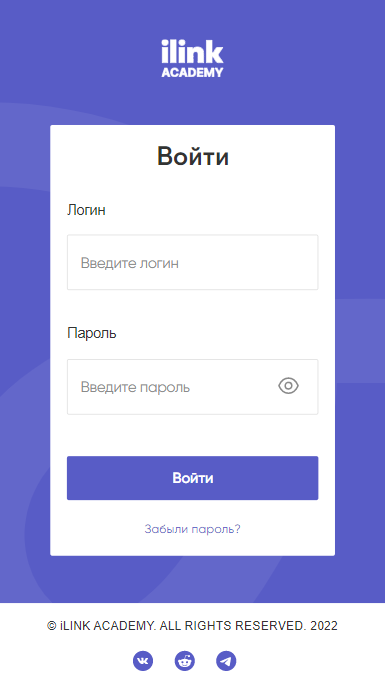 ilink
ACADEMY
Войти
Логин
Введите логин
Пароль
Введите пароль
Войти
Забыли пароль?
© iLINK ACADEMY. ALL RIGHTS RESERVED. 2022